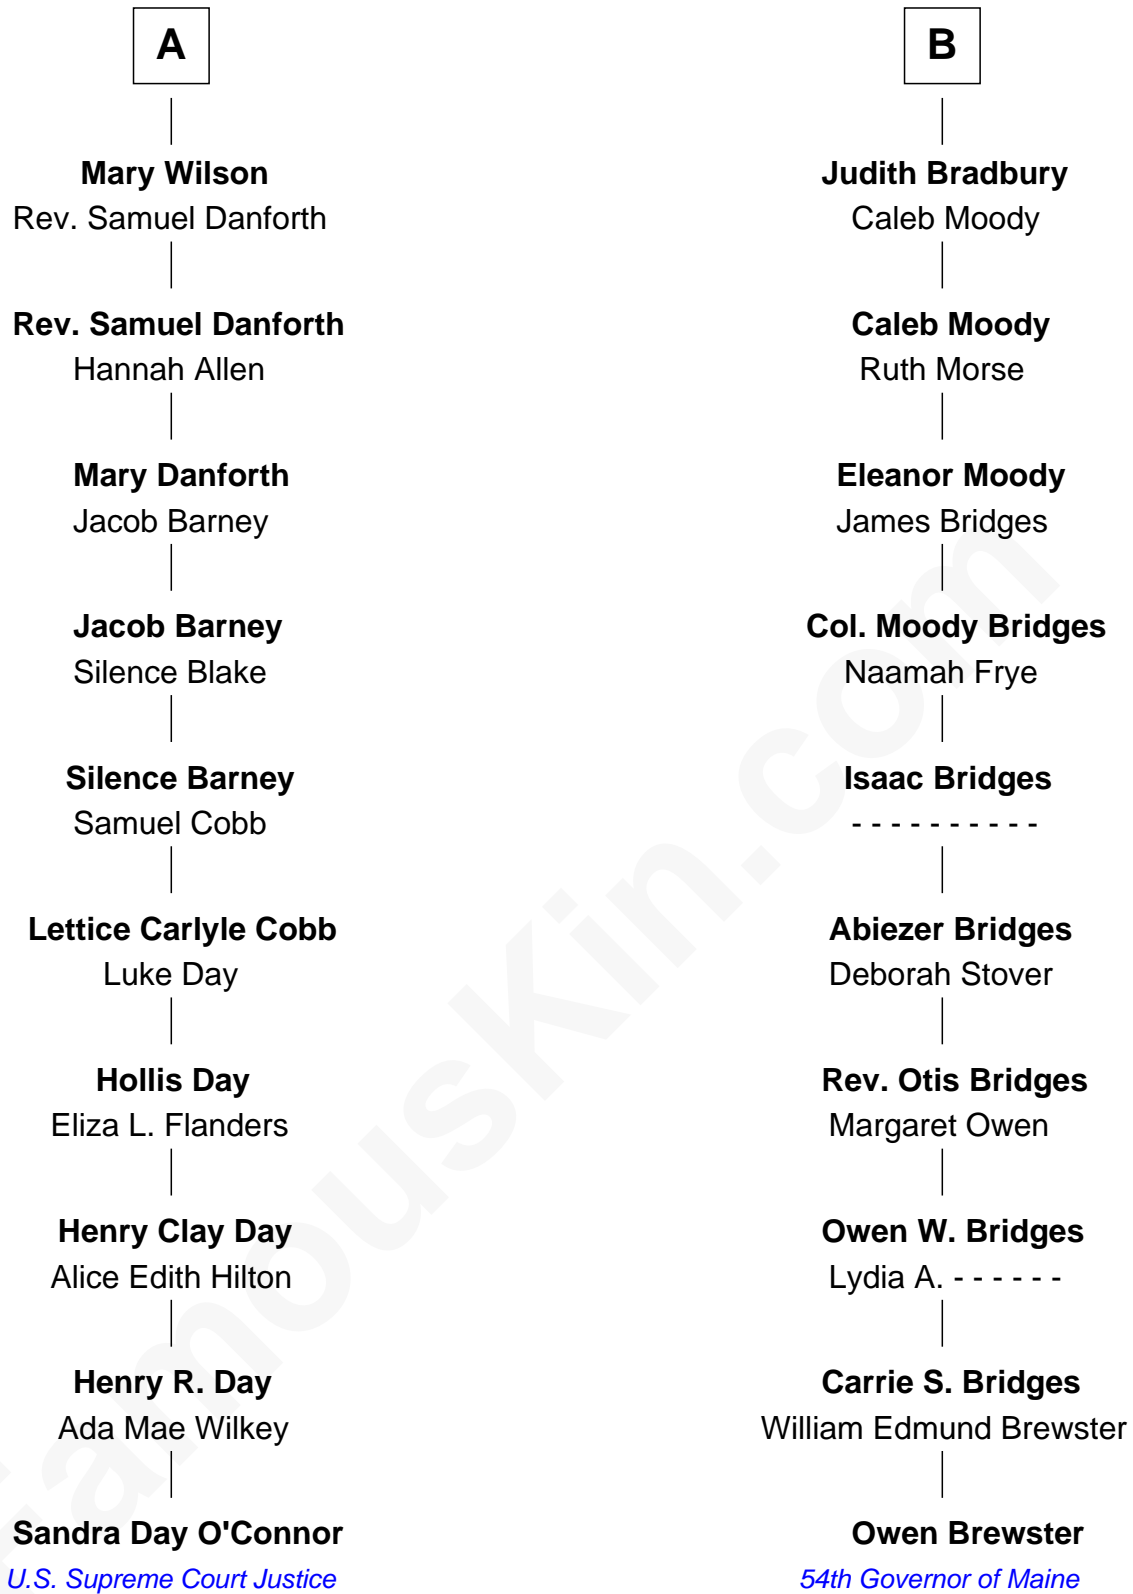 A
Mary Wilson
Rev. Samuel Danforth
Rev. Samuel Danforth
Hannah Allen
Mary Danforth
Jacob Barney
Jacob Barney
Silence Blake
Silence Barney
Samuel Cobb
Lettice Carlyle Cobb
Luke Day
Hollis Day
Eliza L. Flanders
Henry Clay Day
Alice Edith Hilton
Henry R. Day
Ada Mae Wilkey
Sandra Day O'Connor
U.S. Supreme Court Justice
B
Judith Bradbury
Caleb Moody
Caleb Moody
Ruth Morse
Eleanor Moody
James Bridges
Col. Moody Bridges
Naamah Frye
Isaac Bridges
- - - - - - - - - -
Abiezer Bridges
Deborah Stover
Rev. Otis Bridges
Margaret Owen
Owen W. Bridges
Lydia A. - - - - - -
Carrie S. Bridges
William Edmund Brewster
Owen Brewster
54th Governor of Maine
FamousKin.com